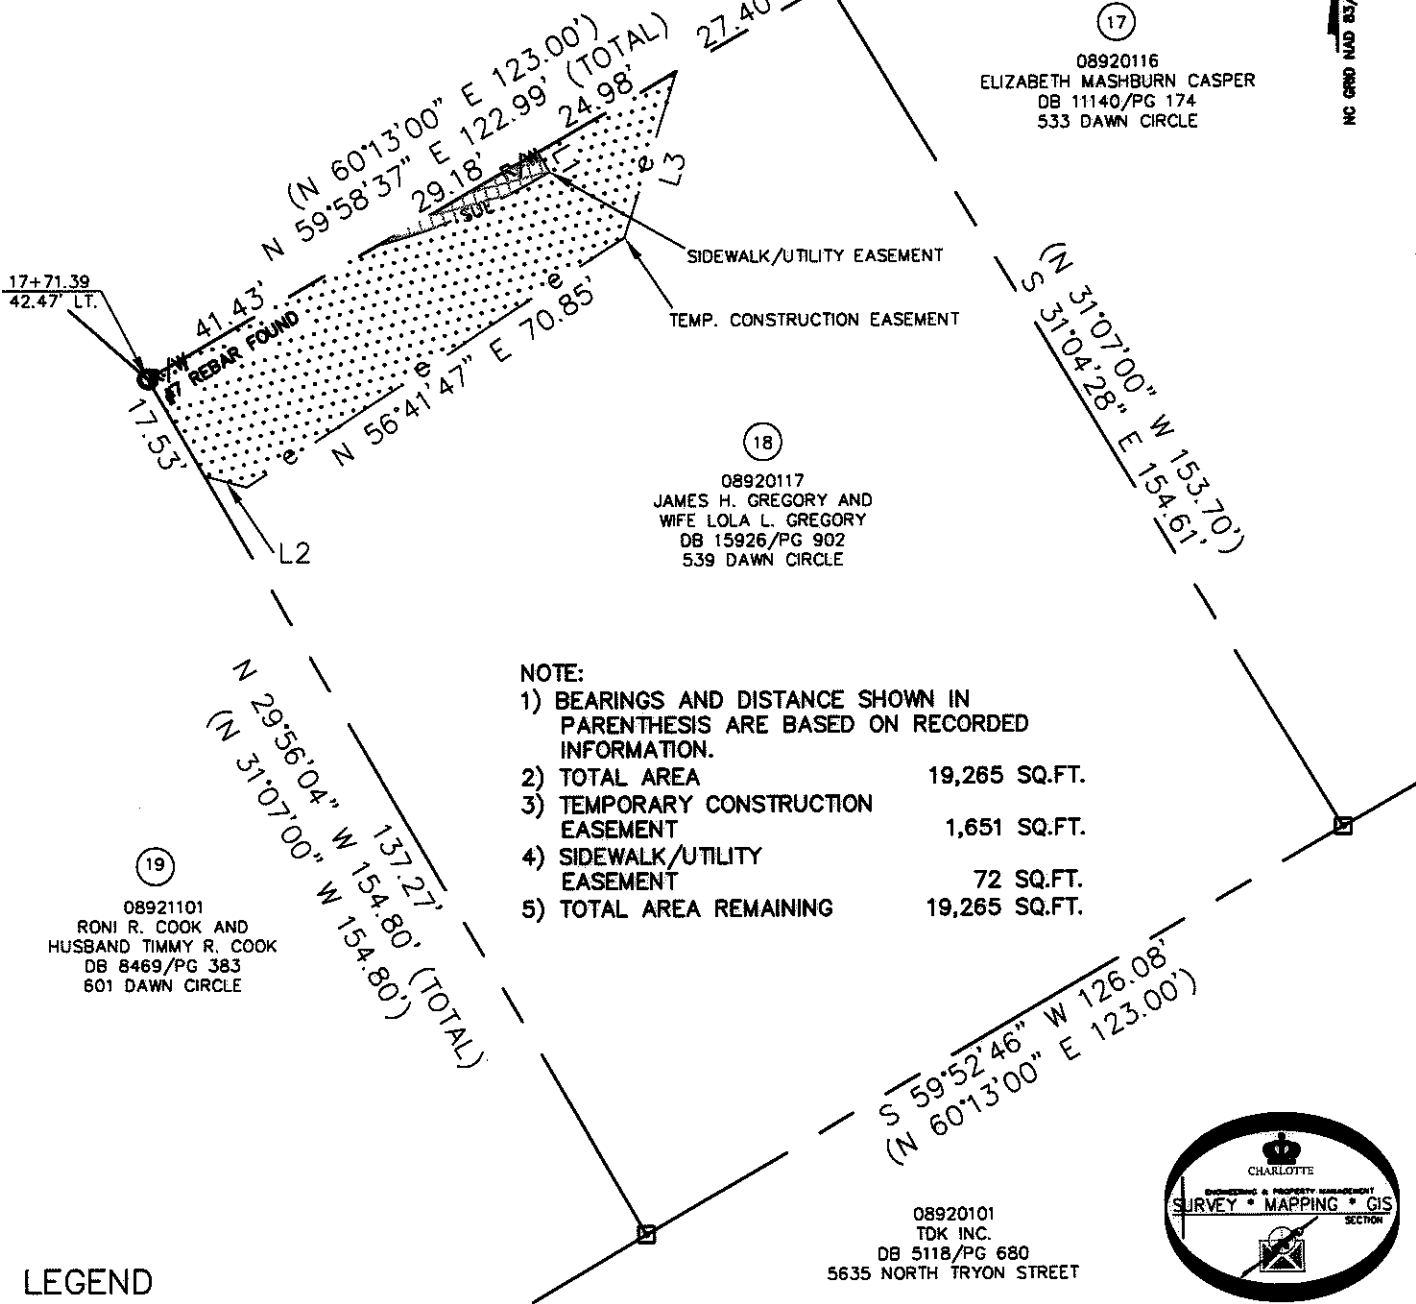 (N 60°13'00" E 123.00')
N 59°58'37" E 122.99' (TOTAL)
27.40'
24.98'
29.18'
41.43'
R/W
L1
SUE
e
L3
17
08920116
ELIZABETH MASHBURN CASPER
DB 11140/PG 174
533 DAWN CIRCLE
NC GRID NAD 83/
SIDEWALK/UTILITY EASEMENT
TEMP. CONSTRUCTION EASEMENT
17+71.39
42.47' LT.
R/W
#7 REBAR FOUND
17.53'
e
e
e
N 56°41'47" E 70.85'
L2
(N 31°07'00" W 153.70')
S 31°04'28" E 154.61'
18
08920117
JAMES H. GREGORY AND
WIFE LOLA L. GREGORY
DB 15926/PG 902
539 DAWN CIRCLE
NOTE:
1) BEARINGS AND DISTANCE SHOWN IN
PARENTHESIS ARE BASED ON RECORDED
INFORMATION.
2) TOTAL AREA 19,265 SQ.FT.
3) TEMPORARY CONSTRUCTION
EASEMENT 1,651 SQ.FT.
4) SIDEWALK/UTILITY
EASEMENT 72 SQ.FT.
5) TOTAL AREA REMAINING 19,265 SQ.FT.
137.27'
N 29°56'04" W 154.80' (TOTAL)
(N 31°07'00" W 154.80')
19
08921101
RONI R. COOK AND
HUSBAND TIMMY R. COOK
DB 8469/PG 383
601 DAWN CIRCLE
S 59°52'46" W 126.08'
(N 60°13'00" E 123.00')
08920101
TDK INC.
DB 5118/PG 680
5635 NORTH TRYON STREET
CHARLOTTE
ENGINEERING & PROPERTY MANAGEMENT
SURVEY * MAPPING * GIS
SECTION
LEGEND